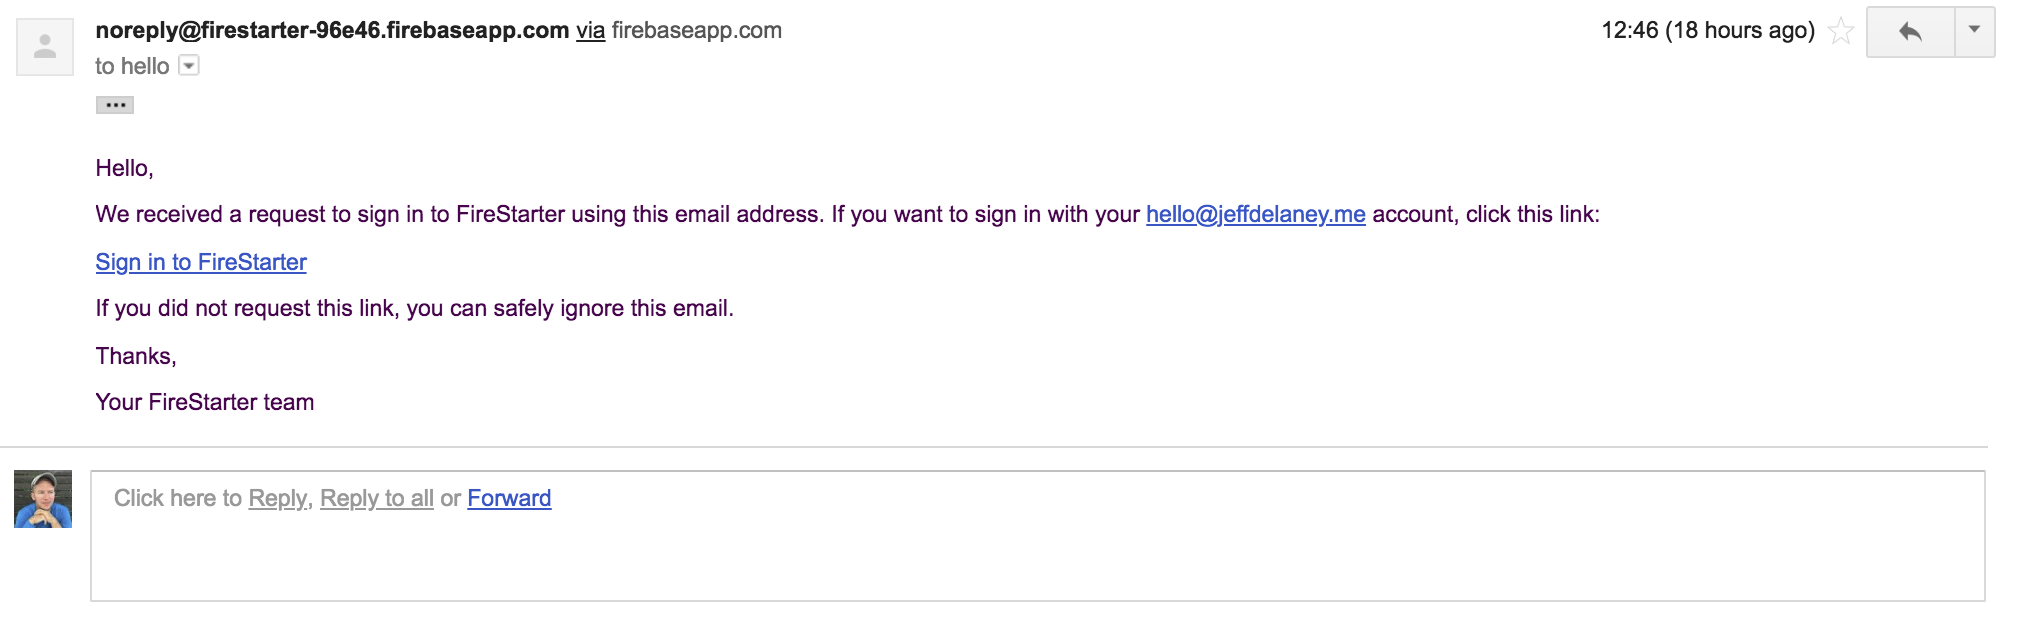 noreply@firestarter-96e46.firebaseapp.com via firebaseapp.com 12:46 (18 hours ago)
to hello
Hello,
We received a request to sign in to FireStarter using this email address. If you want to sign in with your hello@jeffdelaney.me account, click this link:
Sign in to FireStarter
If you did not request this link, you can safely ignore this email.
Thanks,
Your FireStarter team
Click here to Reply, Reply to all or Forward